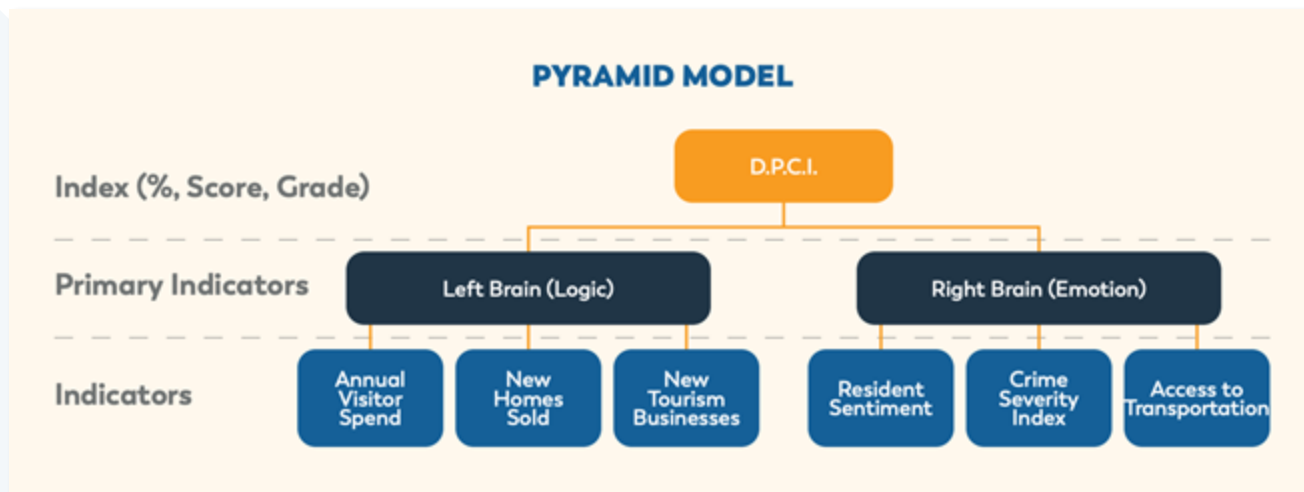 PYRAMID MODEL
Index (%, Score, Grade)
D.P.C.I.
Primary Indicators
Left Brain (Logic)
Right Brain (Emotion)
Indicators
Annual
Visitor
Spend
New
Homes
Sold
New
Tourism
Businesses
Resident
Sentiment
Crime
Severity
Index
Access to
Transportation